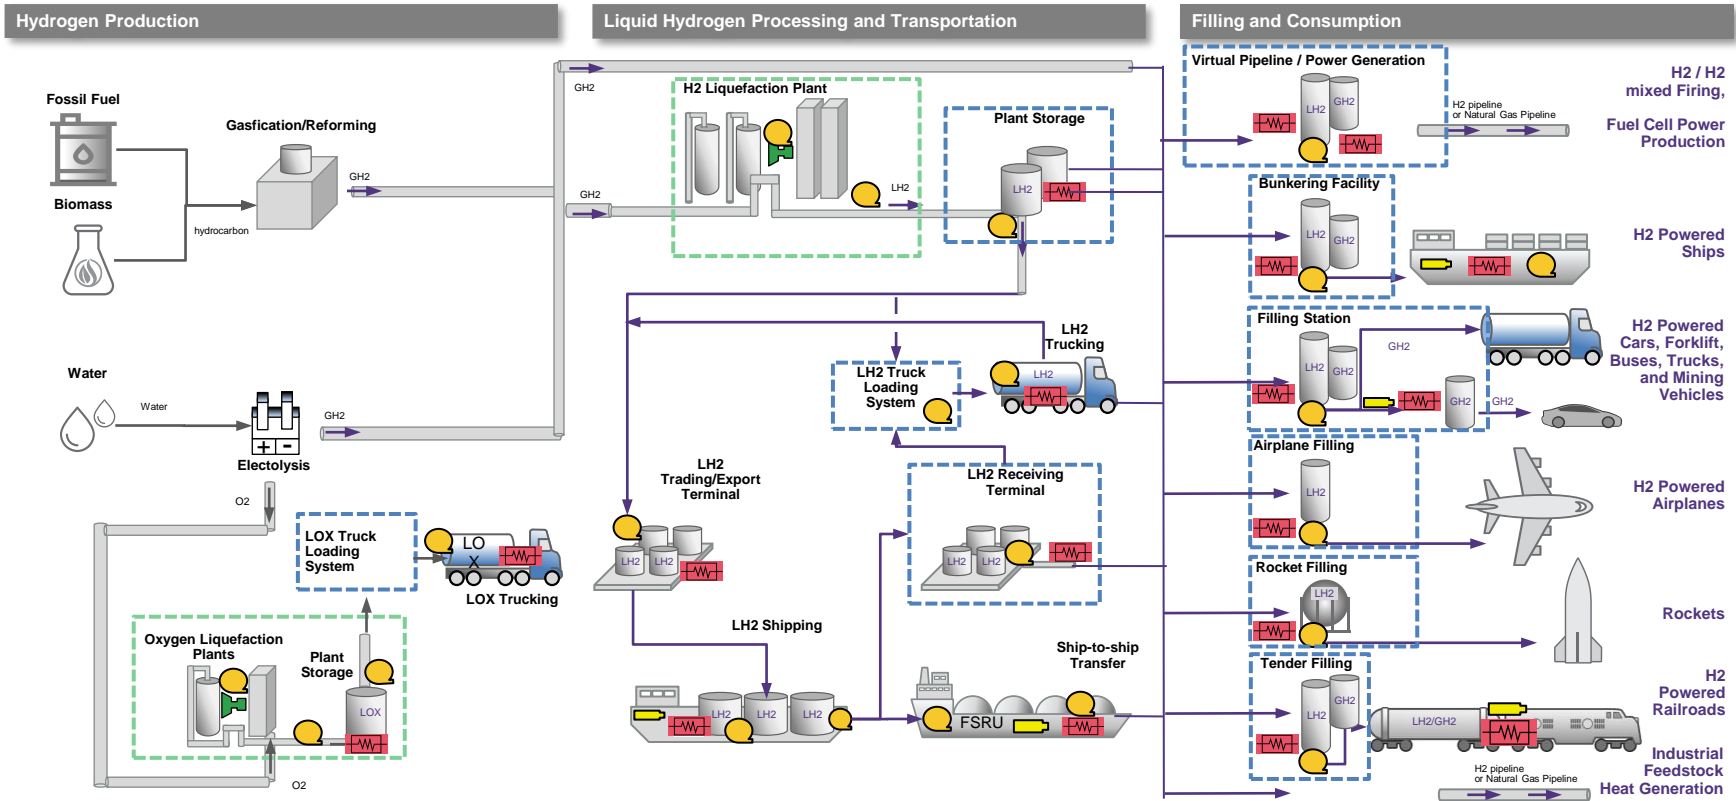 Hydrogen Production
Liquid Hydrogen Processing and Transportation
Filling and Consumption
Fossil Fuel
Gasfication/Reforming
Biomass
hydrocarbon
GH2
GH2
GH2
H2 Liquefaction Plant
LH2
Plant Storage
LH2
Virtual Pipeline / Power Generation
LH2
GH2
H2 pipeline
or Natural Gas Pipeline
H2 / H2
mixed Firing,
Fuel Cell Power
Production
Bunkering Facility
LH2
GH2
H2 Powered
Ships
Filling Station
LH2
GH2
GH2
GH2
GH2
H2 Powered
Cars, Forklift,
Buses, Trucks,
and Mining
Vehicles
Water
Water
GH2
+ -
Electolysis
O2
LH2
Trucking
LH2
LH2 Truck
Loading
System
LH2
Trading/Export
Terminal
LH2
LH2
LH2 Receiving
Terminal
LH2
LH2
Airplane Filling
LH2
H2 Powered
Airplanes
LOX Truck
Loading
System
LO
X
LOX Trucking
Rocket Filling
LH2
Rockets
Oxygen Liquefaction
Plants
Plant
Storage
LOX
O2
LH2 Shipping
LH2
LH2
LH2
Ship-to-ship
Transfer
FSRU
Tender Filling
LH2
GH2
LH2/GH2
H2
Powered
Railroads
H2 pipeline
or Natural Gas Pipeline
Industrial
Feedstock
Heat Generation